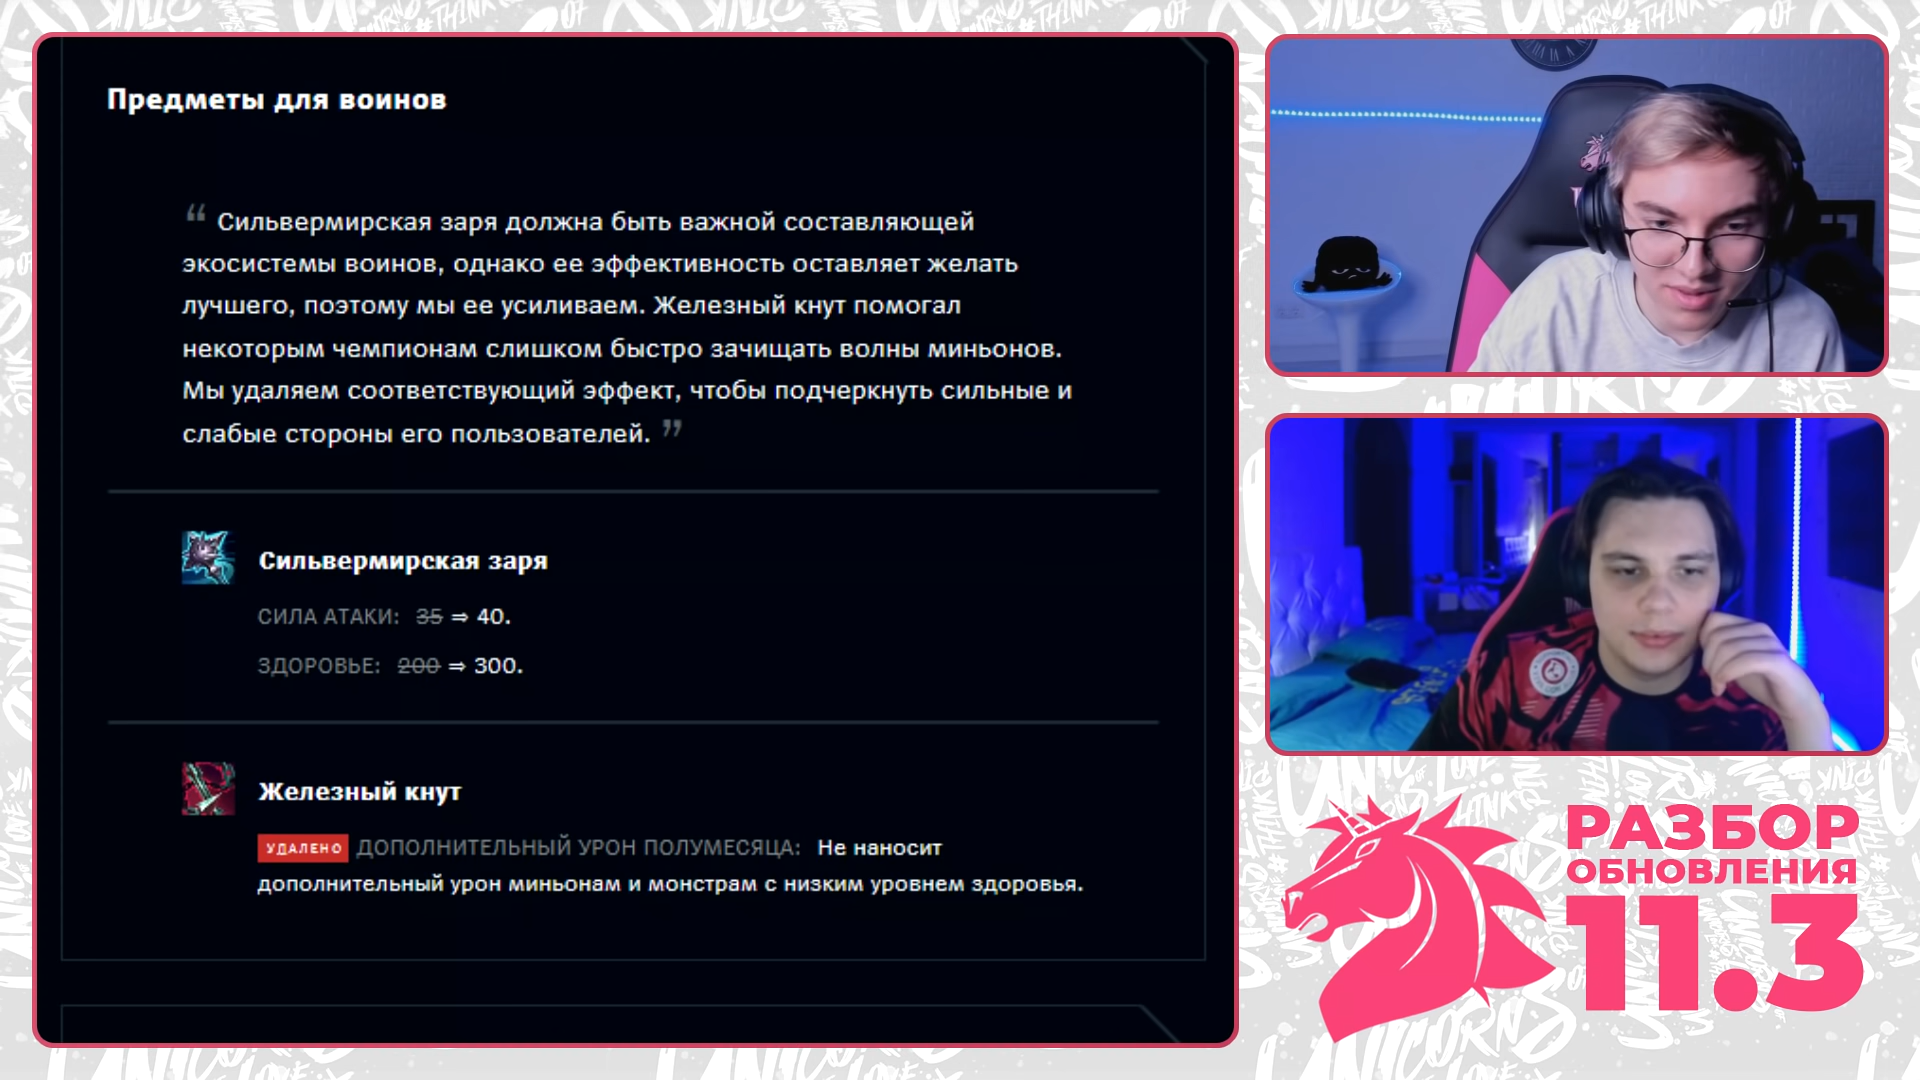 Предметы для воинов
“ Сильвермирская заря должна быть важной составляющей
экосистемы воинов, однако ее эффективность оставляет желать
лучшего, поэтому мы ее усиливаем. Железный кнут помогал
некоторым чемпионам слишком быстро зачищать волны миньонов.
Мы удаляем соответствующий эффект, чтобы подчеркнуть сильные и
слабые стороны его пользователей. ”
Сильвермирская заря
СИЛА АТАКИ: 35 ⇒ 40.
ЗДОРОВЬЕ: 200 ⇒ 300.
Железный кнут
УДАЛЕНО ДОПОЛНИТЕЛЬНЫЙ УРОН ПОЛУМЕСЯЦА: Не наносит
дополнительный урон миньонам и монстрам с низким уровнем здоровья.
РАЗБОР
ОБНОВЛЕНИЯ
11.3